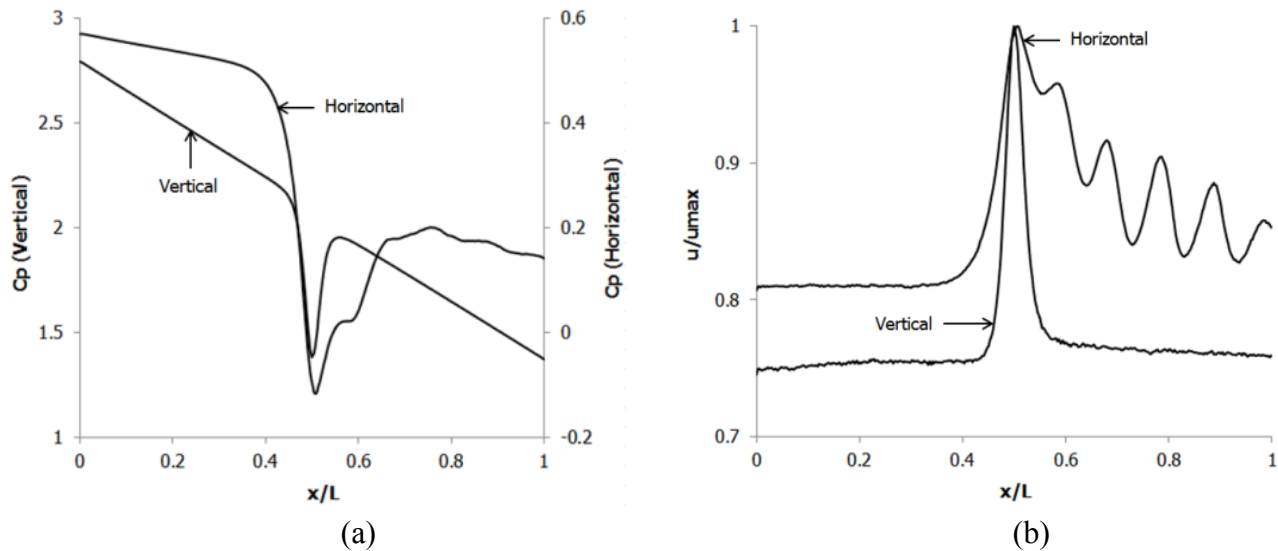 3
2.5
2
1.5
1
0.6
0.4
0.2
0
-0.2
0
0.2
0.4
0.6
0.8
1
Cp (Vertical)
Cp (Horizontal)
x/L
Horizontal
Vertical
(a)
1
0.9
0.8
0.7
0
0.2
0.4
0.6
0.8
1
u/umax
x/L
Horizontal
Vertical
(b)